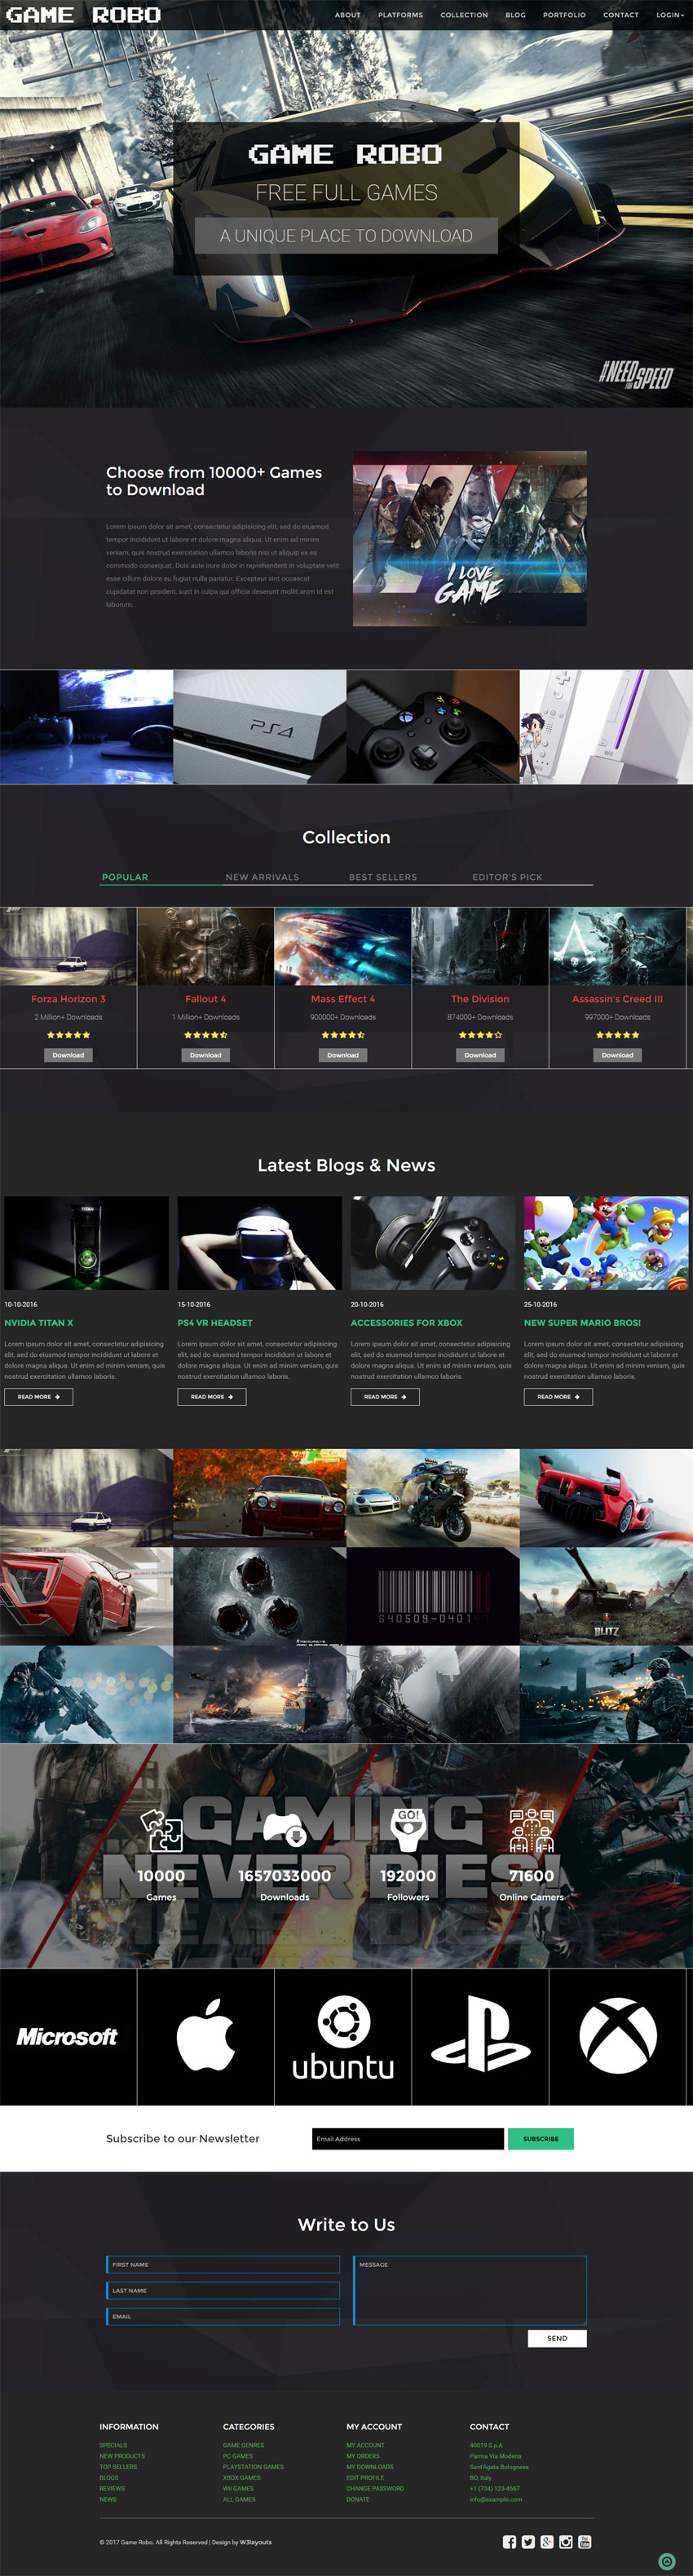 GAME ROBO
ABOUT PLATFORMS COLLECTION BLOG PORTFOLIO CONTACT LOGIN
GAME ROBO
FREE FULL GAMES
A UNIQUE PLACE TO DOWNLOAD
#NEED FOR SPEED
Choose from 10000+ Games
to Download
Lorem ipsum dolor sit amet, consectetur adipisicing elit, sed do eiusmod
tempor incididunt ut labore et dolore magna aliqua. Ut enim ad minim
veniam, quis nostrud exercitation ullamco laboris nisi ut aliquip ex ea
commodo consequat. Duis aute irure dolor in reprehenderit in voluptate velit
esse cillum dolore eu fugiat nulla pariatur. Excepteur sint occaecat
cupidatat non proident, sunt in culpa qui officia deserunt mollit anim id est
laborum.
I LOVE
GAME
PS4
Wii
Collection
POPULAR NEW ARRIVALS BEST SELLERS EDITOR'S PICK
Forza Horizon 3
2 Million+ Downloads
Download
Fallout 4
1 Million+ Downloads
Download
Mass Effect 4
900000+ Downloads
Download
The Division
874000+ Downloads
Download
Assassin's Creed III
997000+ Downloads
Download
Latest Blogs & News
TITAN
10-10-2016
NVIDIA TITAN X
Lorem ipsum dolor sit amet, consectetur adipisicing
elit, sed do eiusmod tempor incididunt ut labore et
dolore magna aliqua. Ut enim ad minim veniam, quis
nostrud exercitation ullamco laboris.
READ MORE
15-10-2016
PS4 VR HEADSET
Lorem ipsum dolor sit amet, consectetur adipisicing
elit, sed do eiusmod tempor incididunt ut labore et
dolore magna aliqua. Ut enim ad minim veniam, quis
nostrud exercitation ullamco laboris.
READ MORE
20-10-2016
ACCESSORIES FOR XBOX
Lorem ipsum dolor sit amet, consectetur adipisicing
elit, sed do eiusmod tempor incididunt ut labore et
dolore magna aliqua. Ut enim ad minim veniam, quis
nostrud exercitation ullamco laboris.
READ MORE
25-10-2016
NEW SUPER MARIO BROS!
Lorem ipsum dolor sit amet, consectetur adipisicing
elit, sed do eiusmod tempor incididunt ut labore et
dolore magna aliqua. Ut enim ad minim veniam, quis
nostrud exercitation ullamco laboris.
READ MORE
640509-040147
BLITZ
GAMING
NEVER DIES!
GO!
10000
Games
1657033000
Downloads
192000
Followers
71600
Online Gamers
Microsoft
ubuntu
Subscribe to our Newsletter
Email Address
SUBSCRIBE
Write to Us
FIRST NAME
LAST NAME
EMAIL
MESSAGE
SEND
INFORMATION
SPECIALS
NEW PRODUCTS
TOP SELLERS
BLOGS
REVIEWS
NEWS
CATEGORIES
GAME GENRES
PC GAMES
PLAYSTATION GAMES
XBOX GAMES
WII GAMES
ALL GAMES
MY ACCOUNT
MY ACCOUNT
MY ORDERS
MY DOWNLOADS
EDIT PROFILE
CHANGE PASSWORD
DONATE
CONTACT
40019 S.p.A
Parma Via Modena
Sant'Agata Bolognese
BO, Italy
+1 (734) 123-4567
info@example.com
© 2017 Game Robo. All Rights Reserved | Design by W3layouts